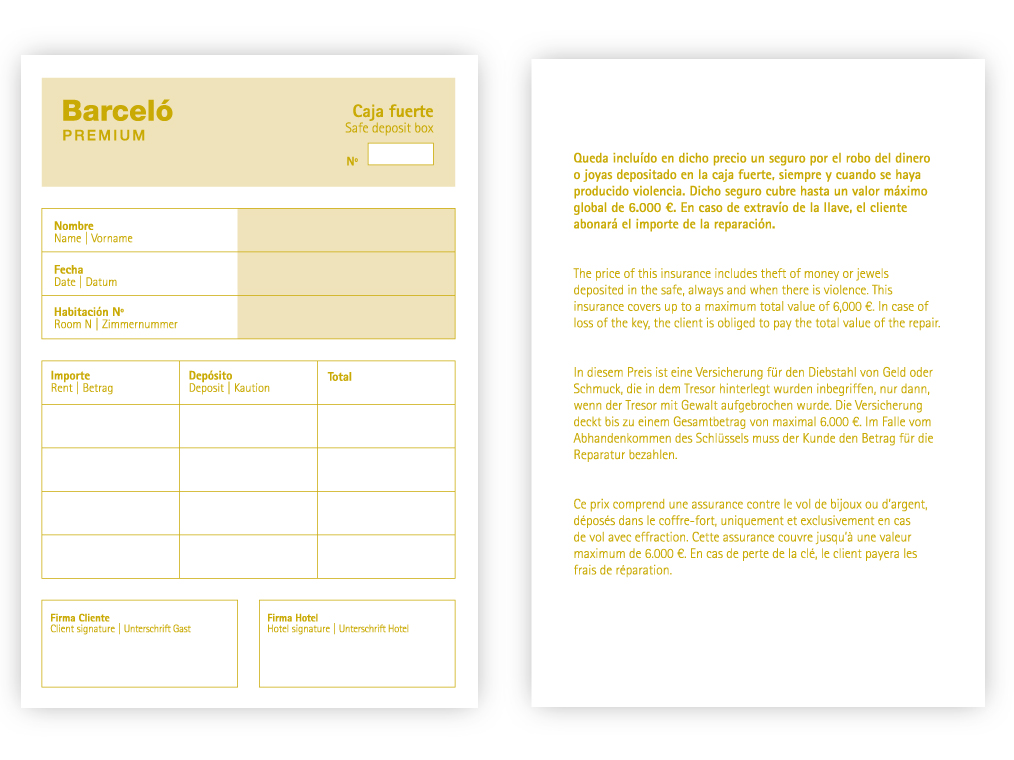 Barceló
PREMIUM
Caja fuerte
Safe deposit box
Nº
Nombre
Name | Vorname
Fecha
Date | Datum
Habitación Nº
Room N | Zimmernummer
Importe
Rent | Betrag
Depósito
Deposit | Kaution
Total
Firma Cliente
Client signature | Unterschrift Gast
Firma Hotel
Hotel signature | Unterschrift Hotel
Queda incluído en dicho precio un seguro por el robo del dinero
o joyas depositado en la caja fuerte, siempre y cuando se haya
producido violencia. Dicho seguro cubre hasta un valor máximo
global de 6.000 €. En caso de extravío de la llave, el cliente
abonará el importe de la reparación.
The price of this insurance includes theft of money or jewels
deposited in the safe, always and when there is violence. This
insurance covers up to a maximum total value of 6,000 €. In case of
loss of the key, the client is obliged to pay the total value of the repair.
In diesem Preis ist eine Versicherung für den Diebstahl von Geld oder
Schmuck, die in dem Tresor hinterlegt wurden inbegriffen, nur dann,
wenn der Tresor mit Gewalt aufgebrochen wurde. Die Versicherung
deckt bis zu einem Gesamtbetrag von maximal 6.000 €. Im Falle vom
Abhandenkommen des Schlüssels muss der Kunde den Betrag für die
Reparatur bezahlen.
Ce prix comprend une assurance contre le vol de bijoux ou d'argent,
déposés dans le coffre-fort, uniquement et exclusivement en cas
de vol avec effraction. Cette assurance couvre jusqu'à une valeur
maximum de 6.000 €. En cas de perte de la clé, le client payera les
frais de réparation.